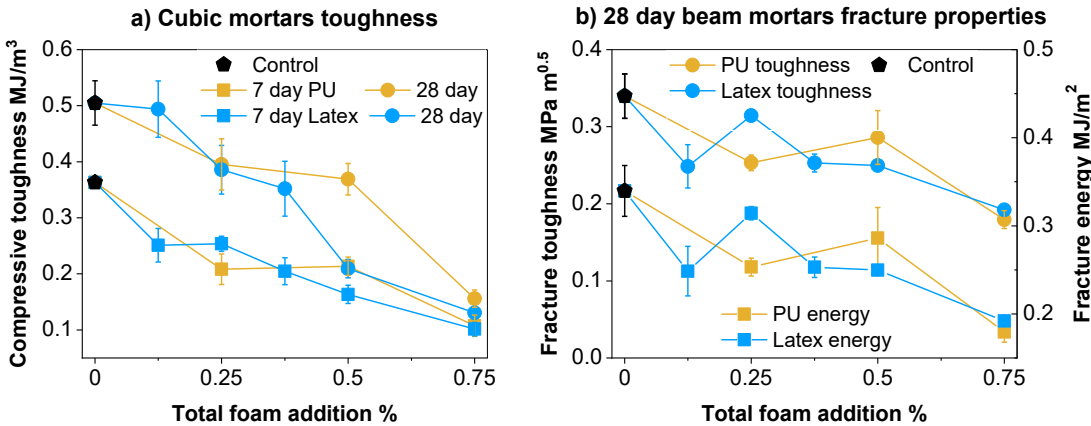 a) Cubic mortars toughness
Compressive toughness MJ/m³
0.6
0.5
0.4
0.3
0.2
0.1
Control
7 day PU
28 day
7 day Latex
28 day
0
0.25
0.5
0.75
Total foam addition %
b) 28 day beam mortars fracture properties
Fracture toughness MPa m^0.5
0.4
0.3
0.2
0.1
0.0
PU toughness
Control
Latex toughness
PU energy
Latex energy
0.5
0.4
0.3
0.2
Fracture energy MJ/m²
0
0.25
0.5
0.75
Total foam addition %